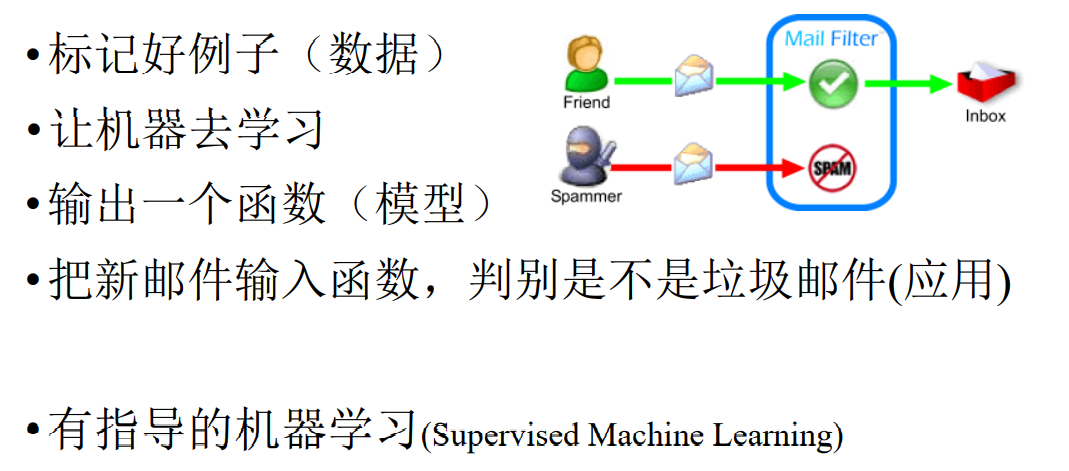 •标记好例子（数据）
•让机器去学习
•输出一个函数（模型）
•把新邮件输入函数，判别是不是垃圾邮件(应用)
•有指导的机器学习(Supervised Machine Learning)
Mail Filter
Friend
Inbox
SPAM
Spammer